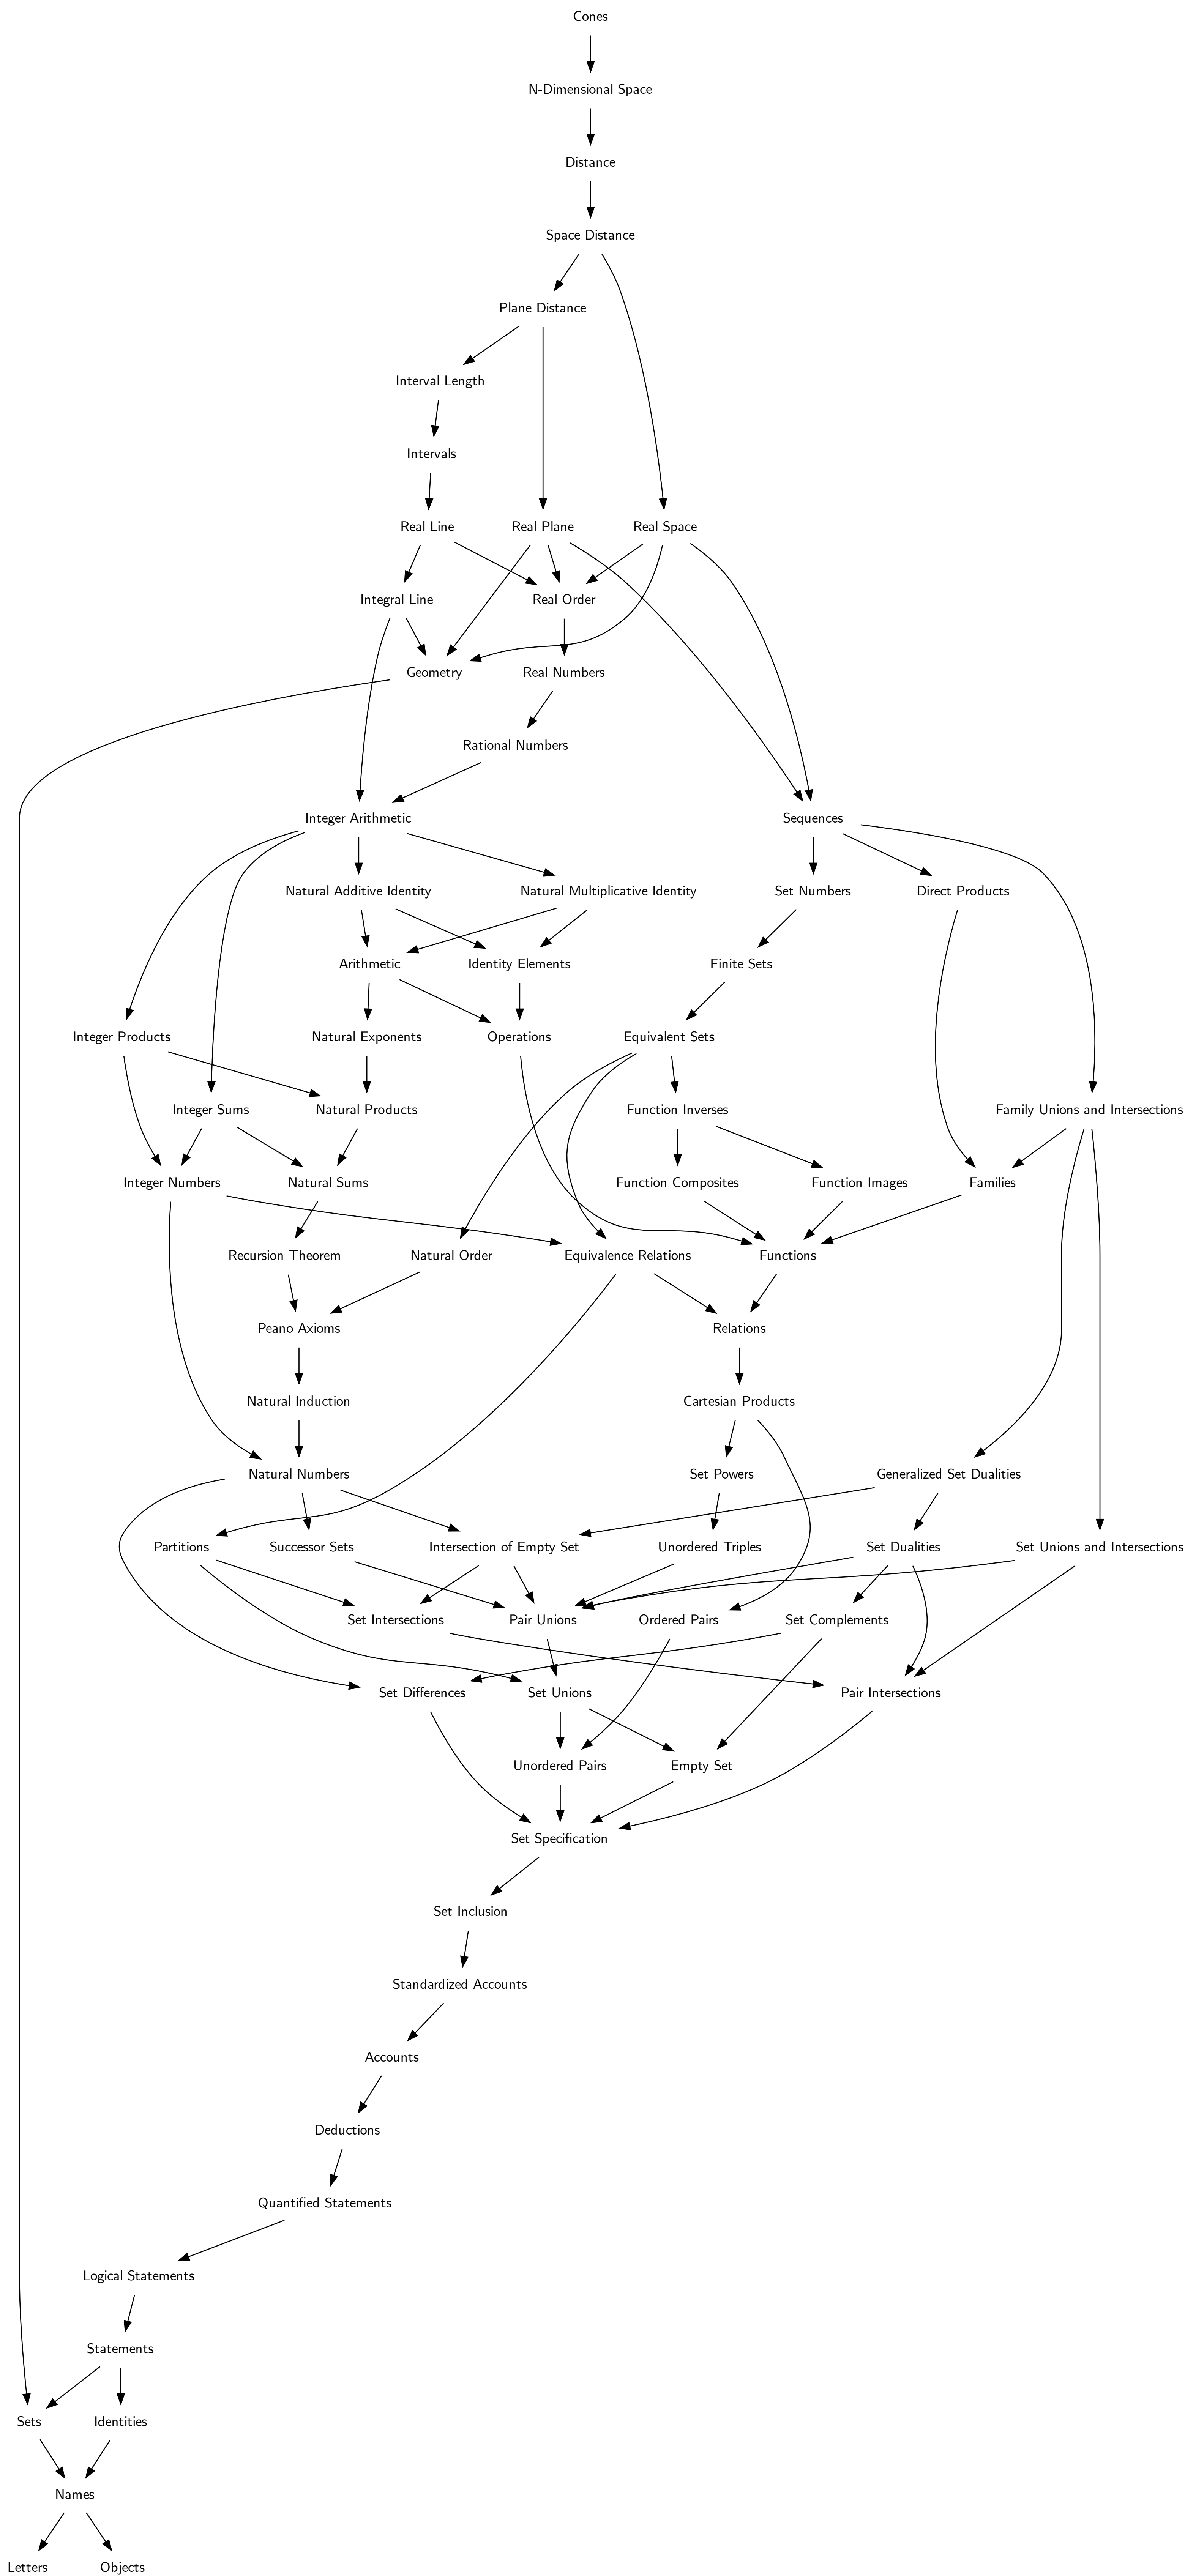 Cones
N-Dimensional Space
Distance
Space Distance
Plane Distance
Interval Length
Intervals
Real Line
Real Plane
Real Space
Integral Line
Real Order
Geometry
Real Numbers
Rational Numbers
Integer Arithmetic
Sequences
Natural Additive Identity
Natural Multiplicative Identity
Set Numbers
Direct Products
Arithmetic
Identity Elements
Finite Sets
Integer Products
Natural Exponents
Operations
Equivalent Sets
Integer Sums
Natural Products
Function Inverses
Family Unions and Intersections
Integer Numbers
Natural Sums
Function Composites
Function Images
Families
Recursion Theorem
Natural Order
Equivalence Relations
Functions
Peano Axioms
Relations
Natural Induction
Cartesian Products
Natural Numbers
Set Powers
Generalized Set Dualities
Partitions
Successor Sets
Intersection of Empty Set
Unordered Triples
Set Dualities
Set Unions and Intersections
Set Intersections
Pair Unions
Ordered Pairs
Set Complements
Set Differences
Set Unions
Pair Intersections
Unordered Pairs
Empty Set
Set Specification
Set Inclusion
Standardized Accounts
Accounts
Deductions
Quantified Statements
Logical Statements
Statements
Sets
Identities
Names
Letters
Objects